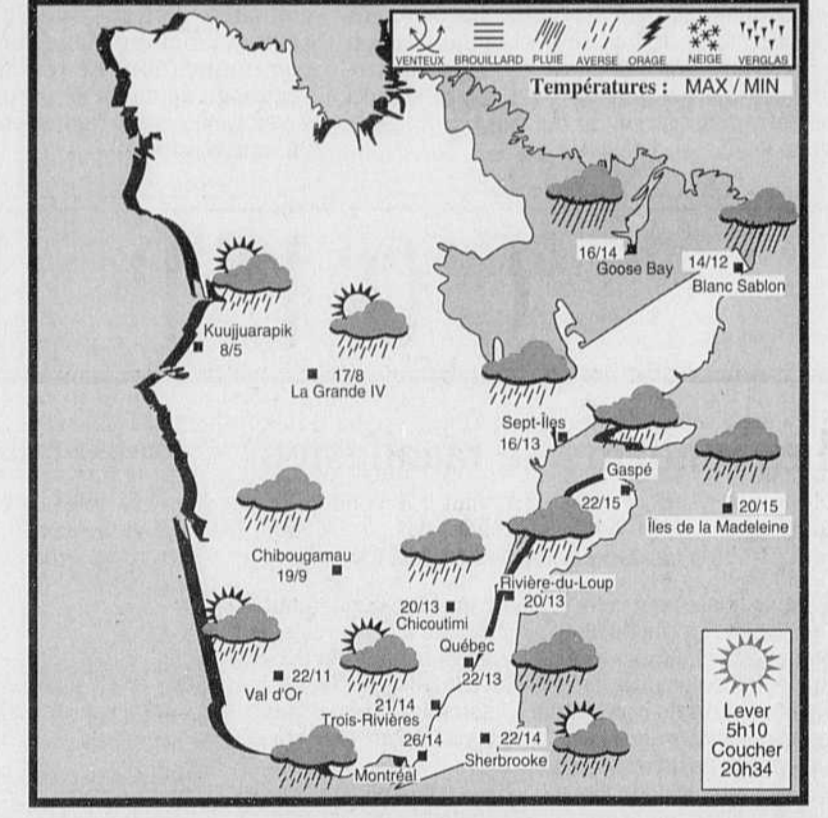 VENTEUX BROUILLARD PLUIE AVERSE ORAGE NEIGE VERGLAS
Températures : MAX / MIN
16/14
Goose Bay
14/12
Blanc Sablon
Kuujjuarapik
8/5
17/8
La Grande IV
Sept-Îles
16/13
Gaspé
22/15
20/15
Îles de la Madeleine
Chibougamau
19/9
Rivière-du-Loup
20/13
20/13
Chicoutimi
Québec
22/13
22/11
Val d'Or
21/14
Trois-Rivières
26/14
Montréal
22/14
Sherbrooke
Lever
5h10
Coucher
20h34